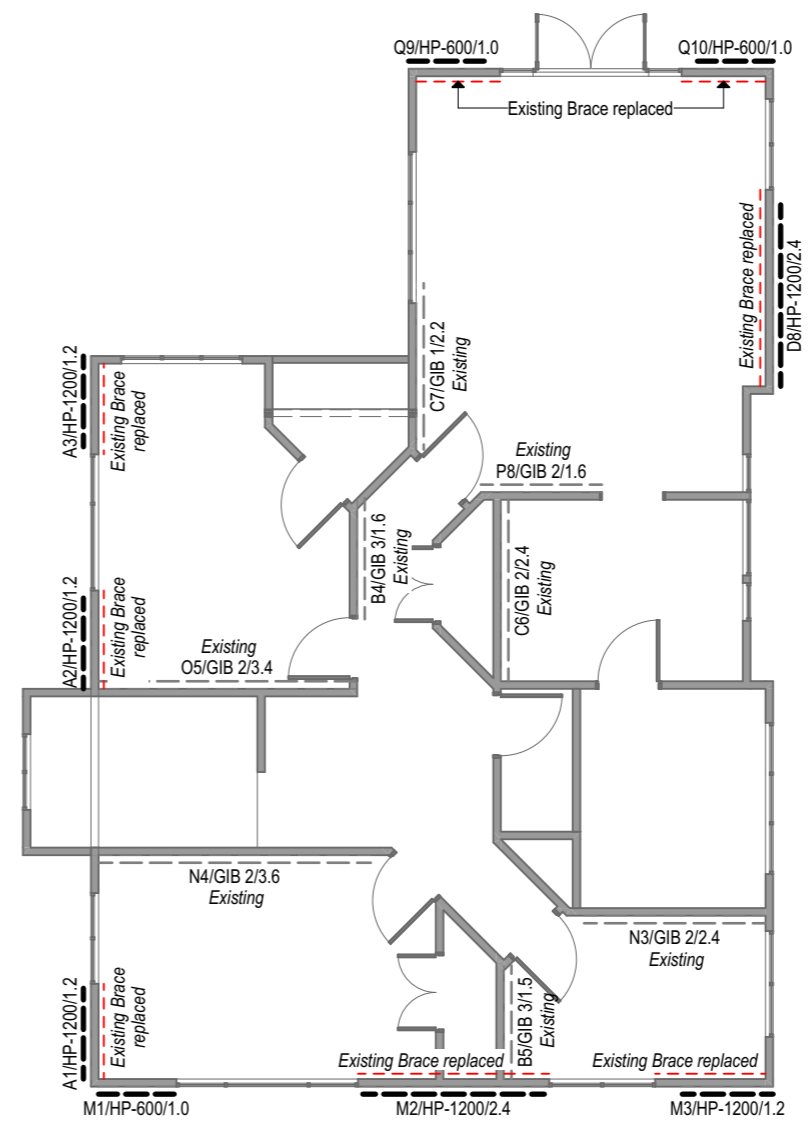 Q9/HP-600/1.0
Q10/HP-600/1.0
Existing Brace replaced
Existing Brace replaced
D8/HP-1200/2.4
C7/GIB 1/2.2
Existing
A3/HP-1200/1.2
Existing Brace
replaced
Existing
P8/GIB 2/1.6
B4/GIB 3/1.6
Existing
C6/GIB 2/2.4
Existing
A2/HP-1200/1.2
Existing Brace
replaced
Existing
O5/GIB 2/3.4
N4/GIB 2/3.6
Existing
N3/GIB 2/2.4
Existing
A1/HP-1200/1.2
Existing Brace
replaced
B5/GIB 3/1.5
Existing
Existing Brace replaced
Existing Brace replaced
M1/HP-600/1.0
M2/HP-1200/2.4
M3/HP-1200/1.2